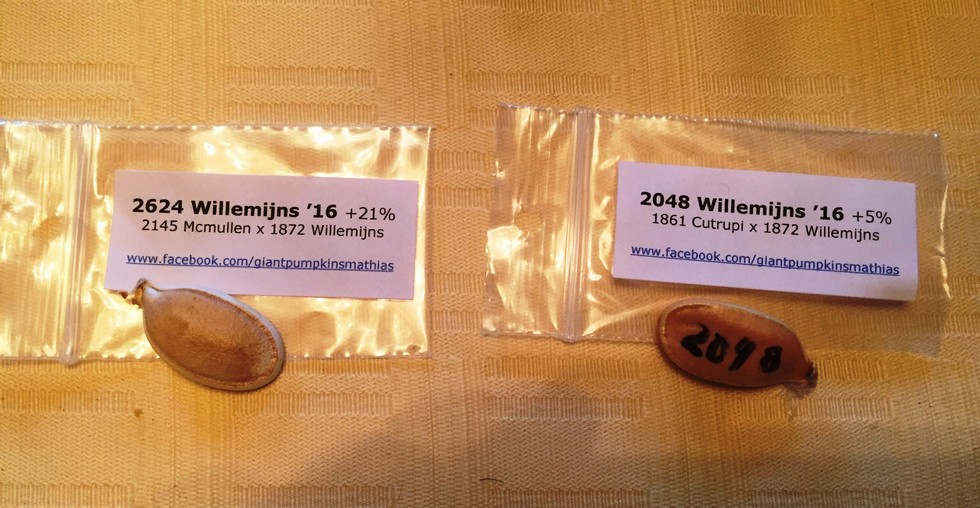 2624 Willemijns ’16 +21%
2145 Mcmullen x 1872 Willemijns
www.facebook.com/giantpumpkinsmathias
2048 Willemijns ’16 +5%
1861 Cutrupi x 1872 Willemijns
www.facebook.com/giantpumpkinsmathias
2048